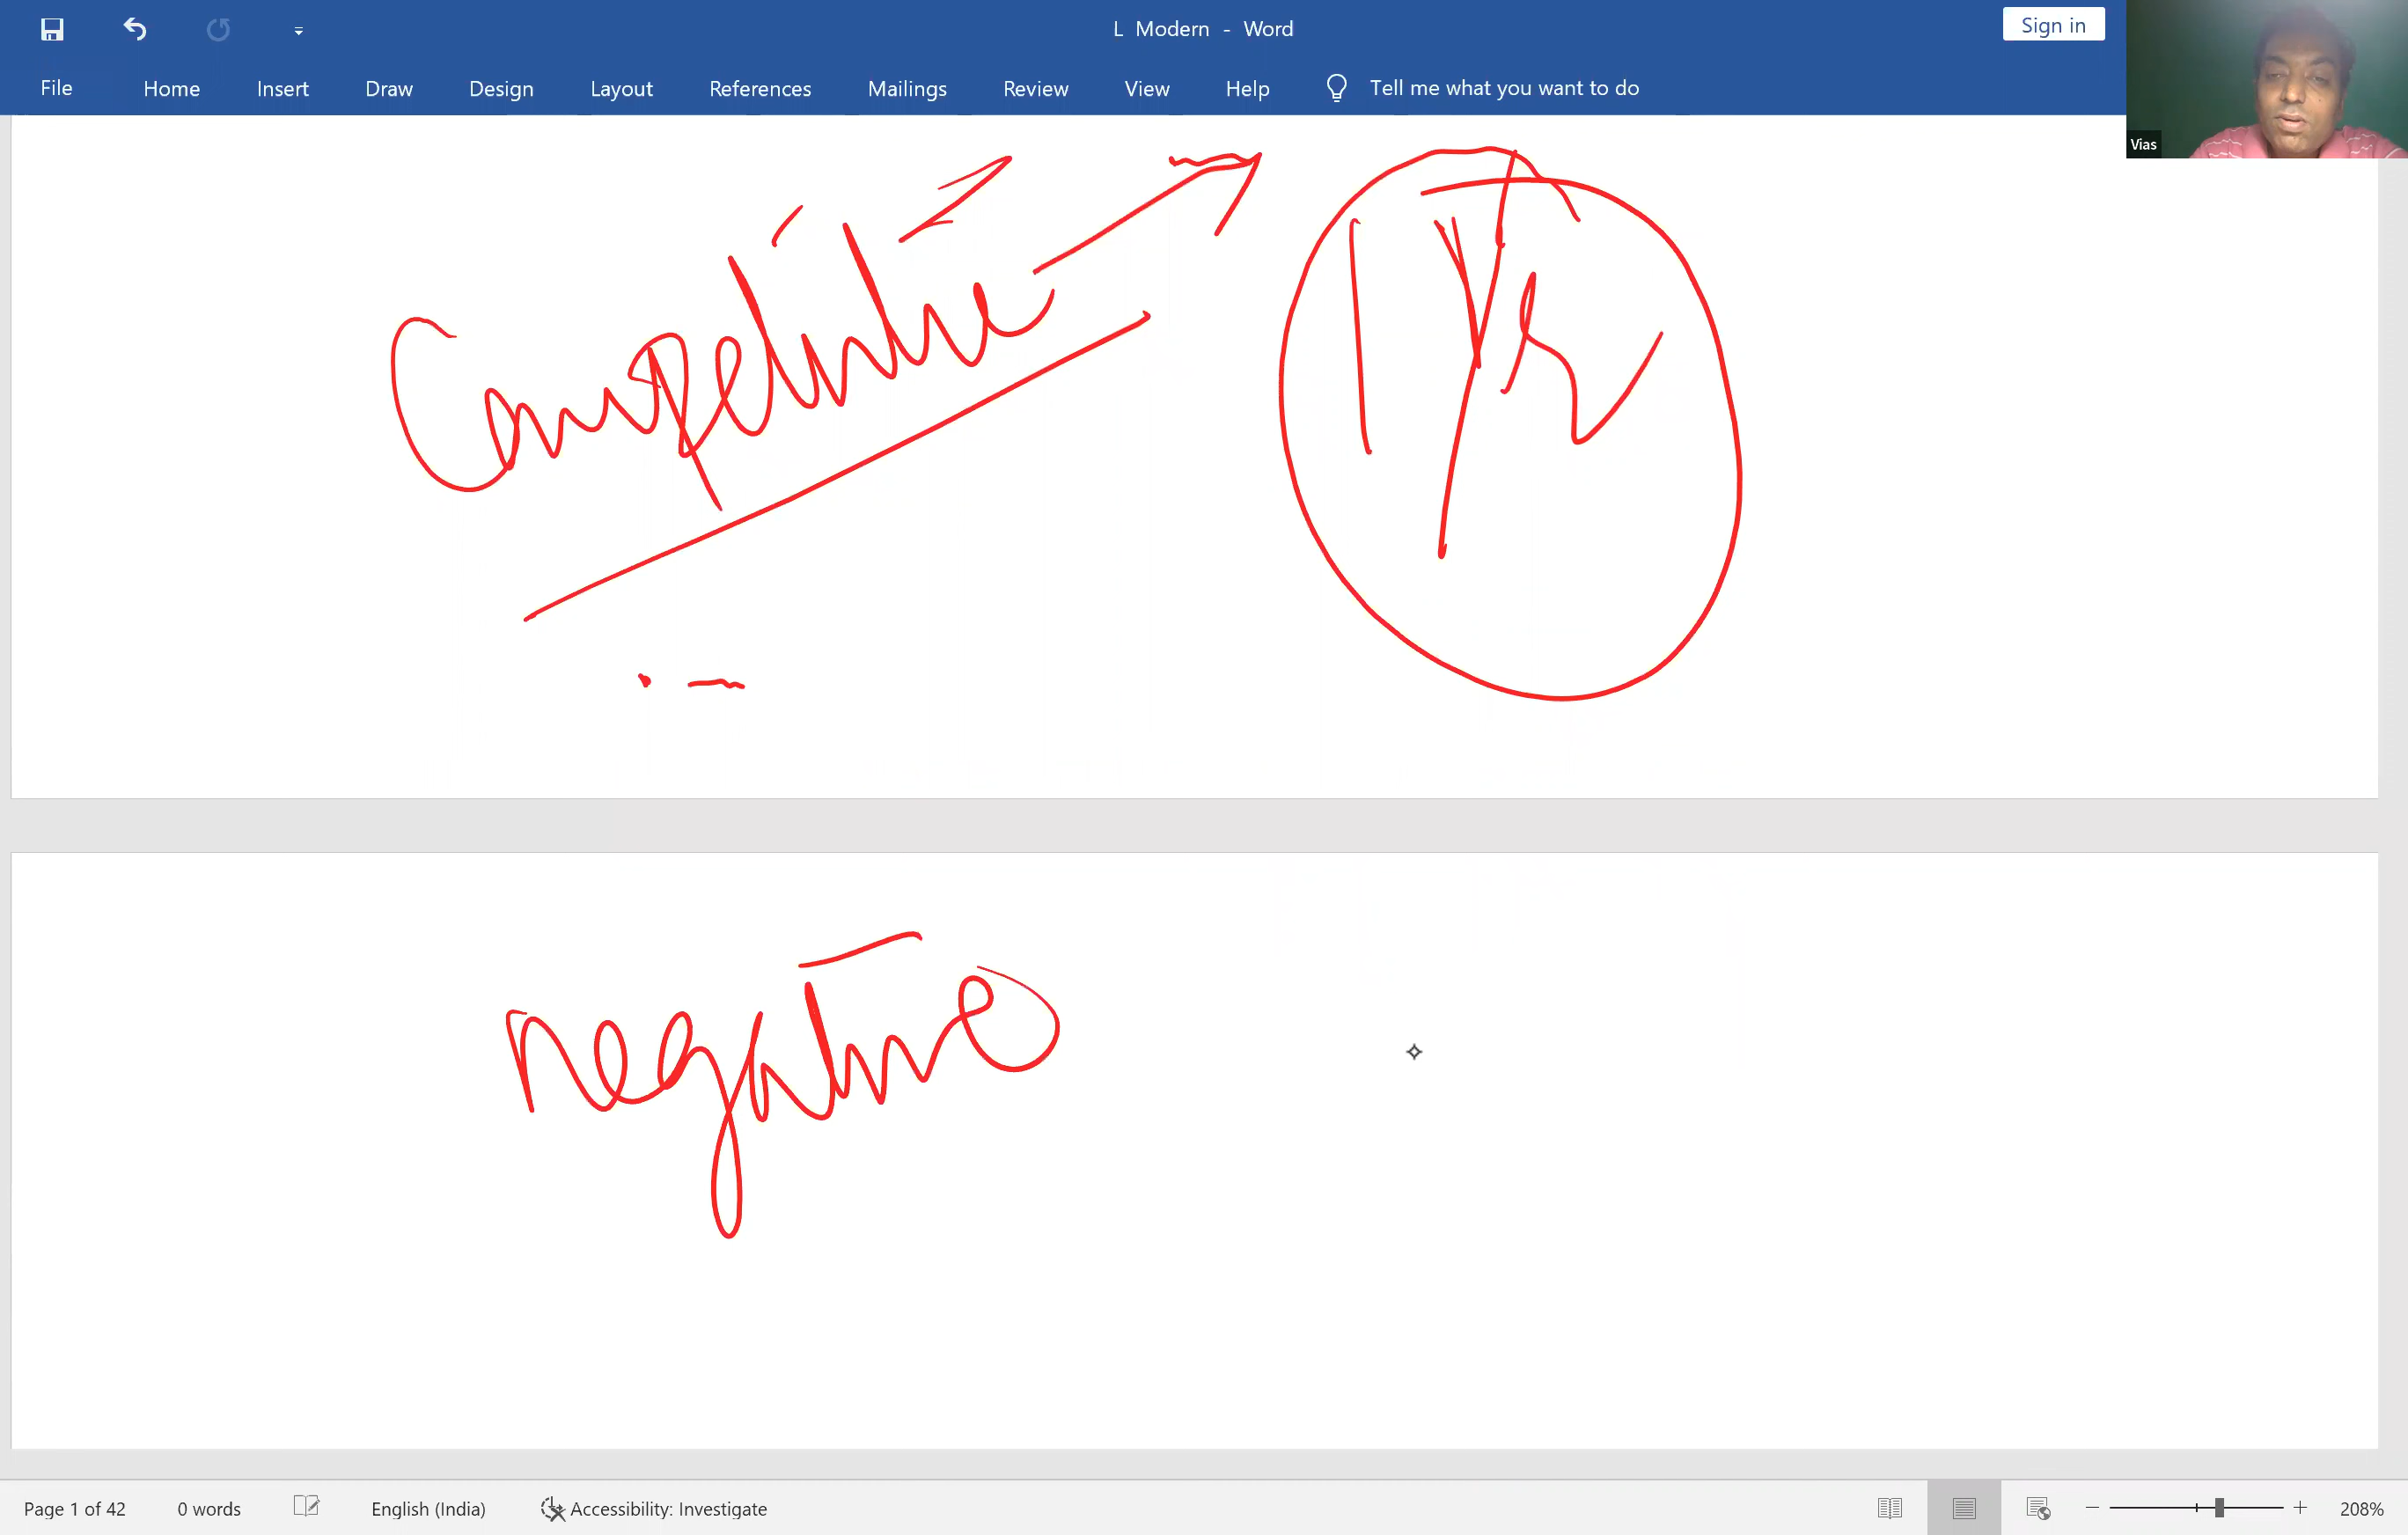 L Modern - Word
Sign in
File Home Insert Draw Design Layout References Mailings Review View Help Tell me what you want to do
Vias
Competitive
negative
Page 1 of 42 0 words English (India) Accessibility: Investigate 208%